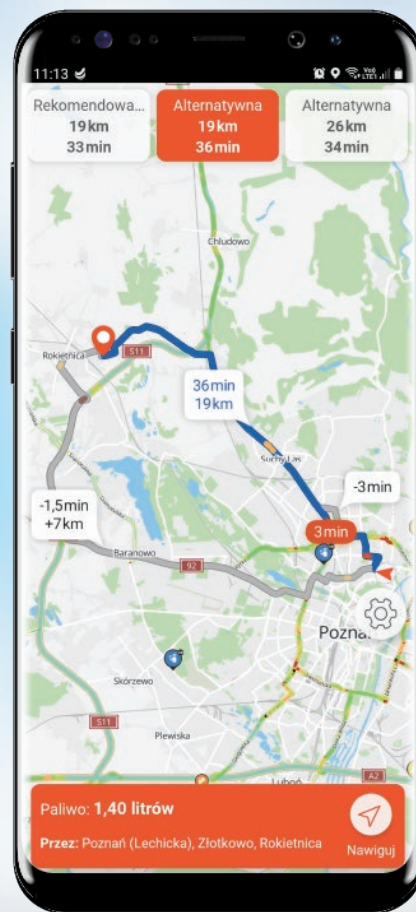 11:13
Rekomendowa...
19km
33min
Alternatywna
19km
36min
Alternatywna
26km
34min
Chludowo
Rokietnica
S11
36min
19km
Suchy Las
-3min
-1,5min
+7km
3min
Baranowo
92
Pozna
Skórzewo
S11
Plewiska
A2
Luboń
Paliwo: 1,40 litrów
Przez: Poznań (Lechicka), Złotkowo, Rokietnica
Nawiguj